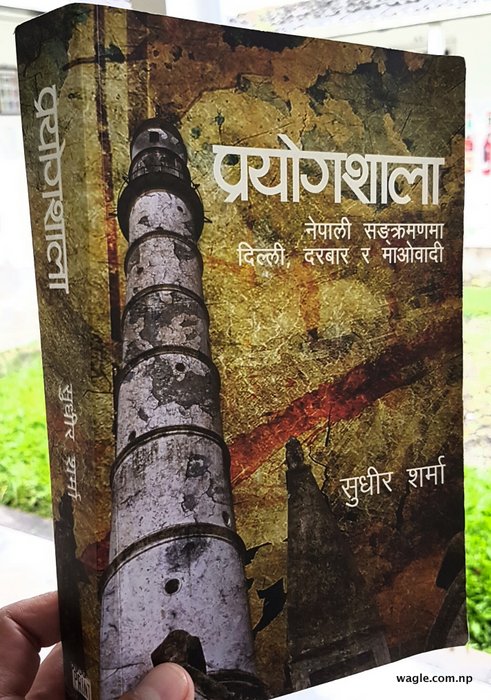 प्रयोगशाला
नेपाली सङ्क्रमणमा
दिल्ली, दरबार र माओवादी
सुधीर शर्मा
प्रयोगशाला
सुधीर शर्मा
wagle.com.np